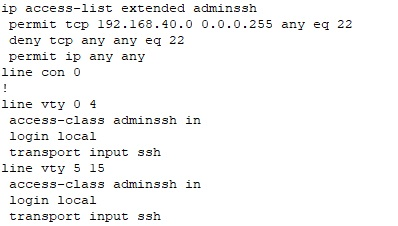 ip access-list extended adminssh
 permit tcp 192.168.40.0 0.0.0.255 any eq 22
 deny tcp any any eq 22
 permit ip any any
line con 0
!
line vty 0 4
 access-class adminssh in
 login local
 transport input ssh
line vty 5 15
 access-class adminssh in
 login local
 transport input ssh